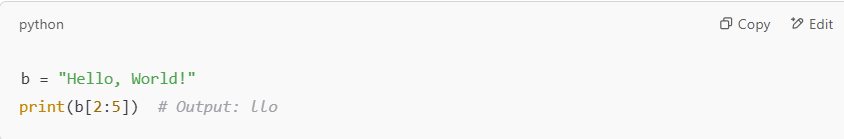 python Copy Edit
b = "Hello, World!"
print(b[2:5])  # Output: llo